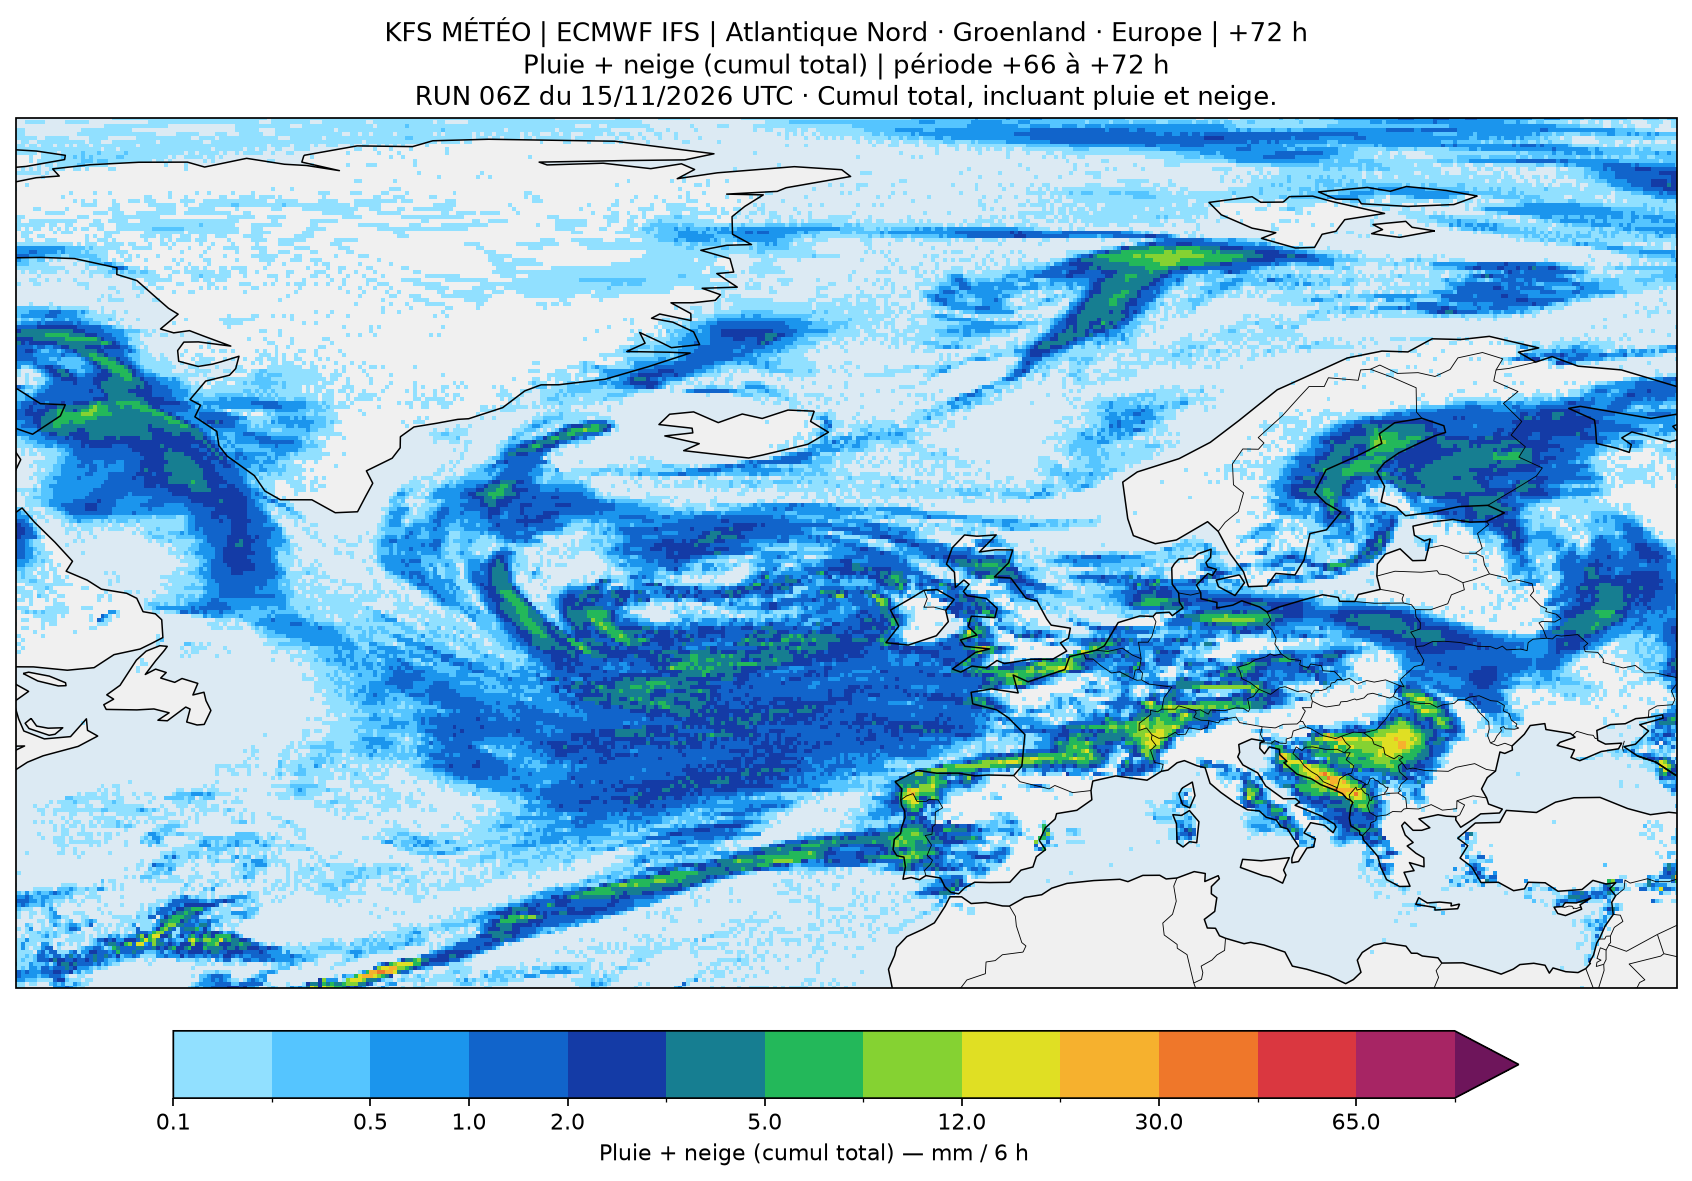 KFS MÉTÉO | ECMWF IFS | Atlantique Nord · Groenland · Europe | +72 h
Pluie + neige (cumul total) | période +66 à +72 h
RUN 06Z du 15/11/2026 UTC · Cumul total, incluant pluie et neige.
0.1 0.5 1.0 2.0 5.0 12.0 30.0 65.0
Pluie + neige (cumul total) — mm / 6 h